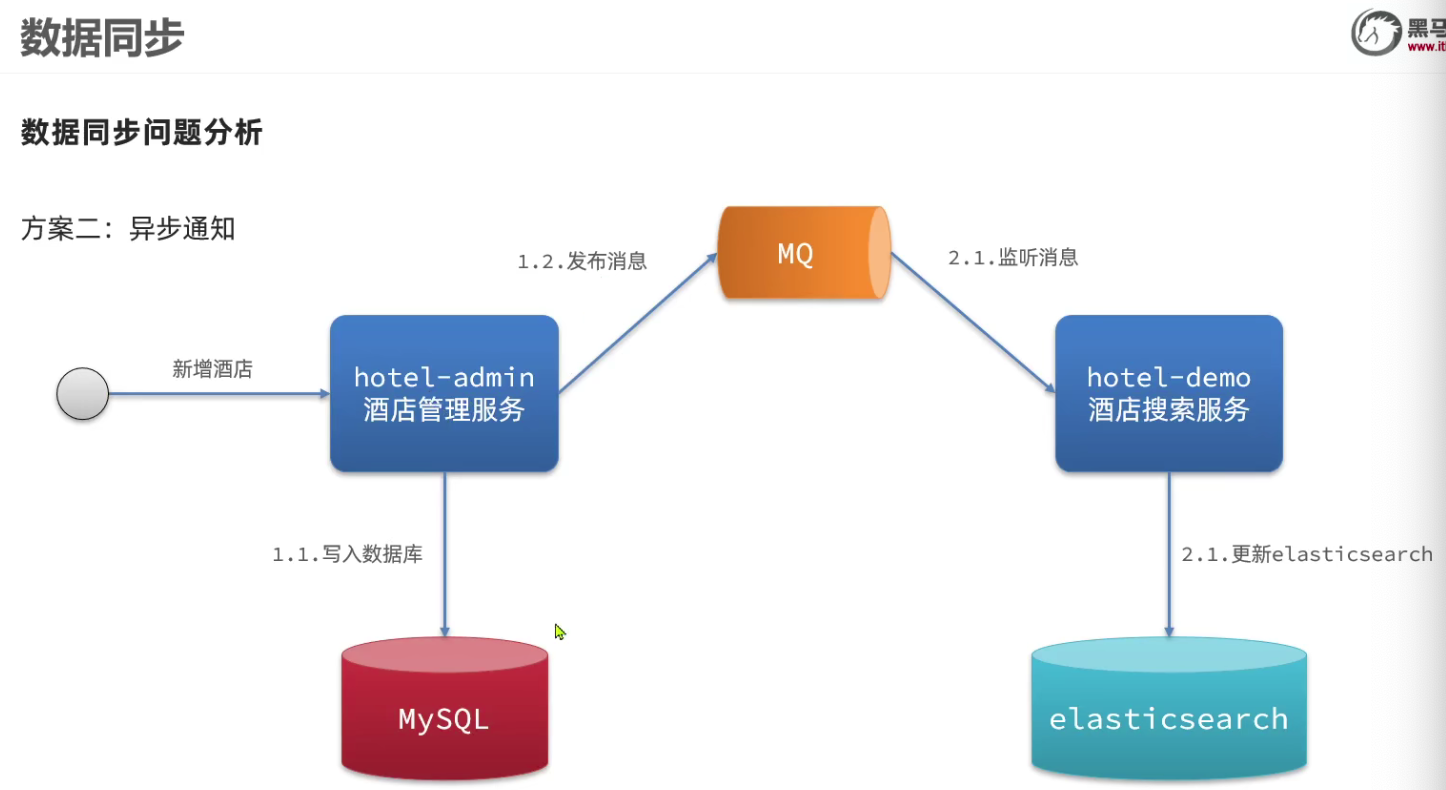 数据同步
黑马
www.it
数据同步问题分析
方案二：异步通知
1.2.发布消息
MQ
2.1.监听消息
新增酒店
hotel-admin
酒店管理服务
hotel-demo
酒店搜索服务
1.1.写入数据库
2.1.更新elasticsearch
MySQL
elasticsearch